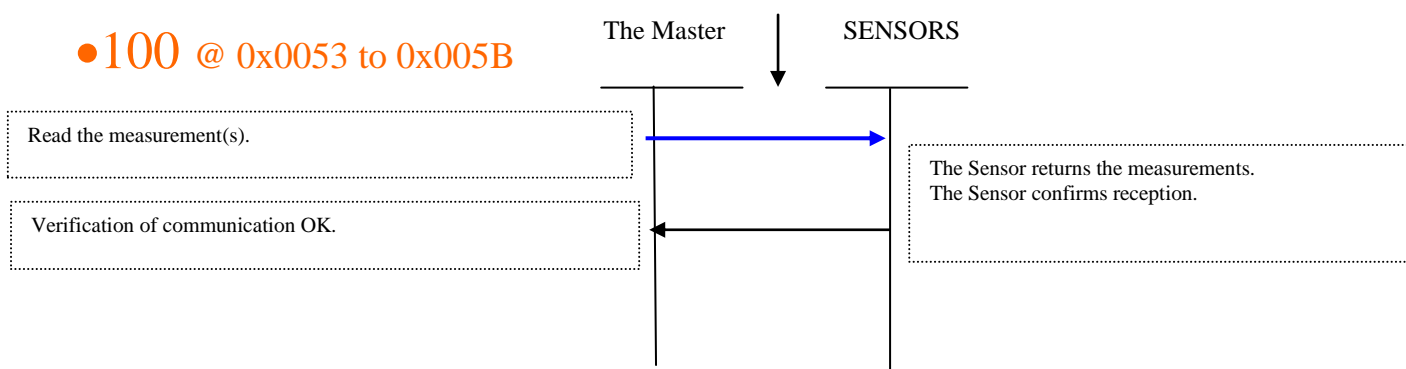 The Master SENSORS
•100 @ 0x0053 to 0x005B
Read the measurement(s).
The Sensor returns the measurements.
The Sensor confirms reception.
Verification of communication OK.